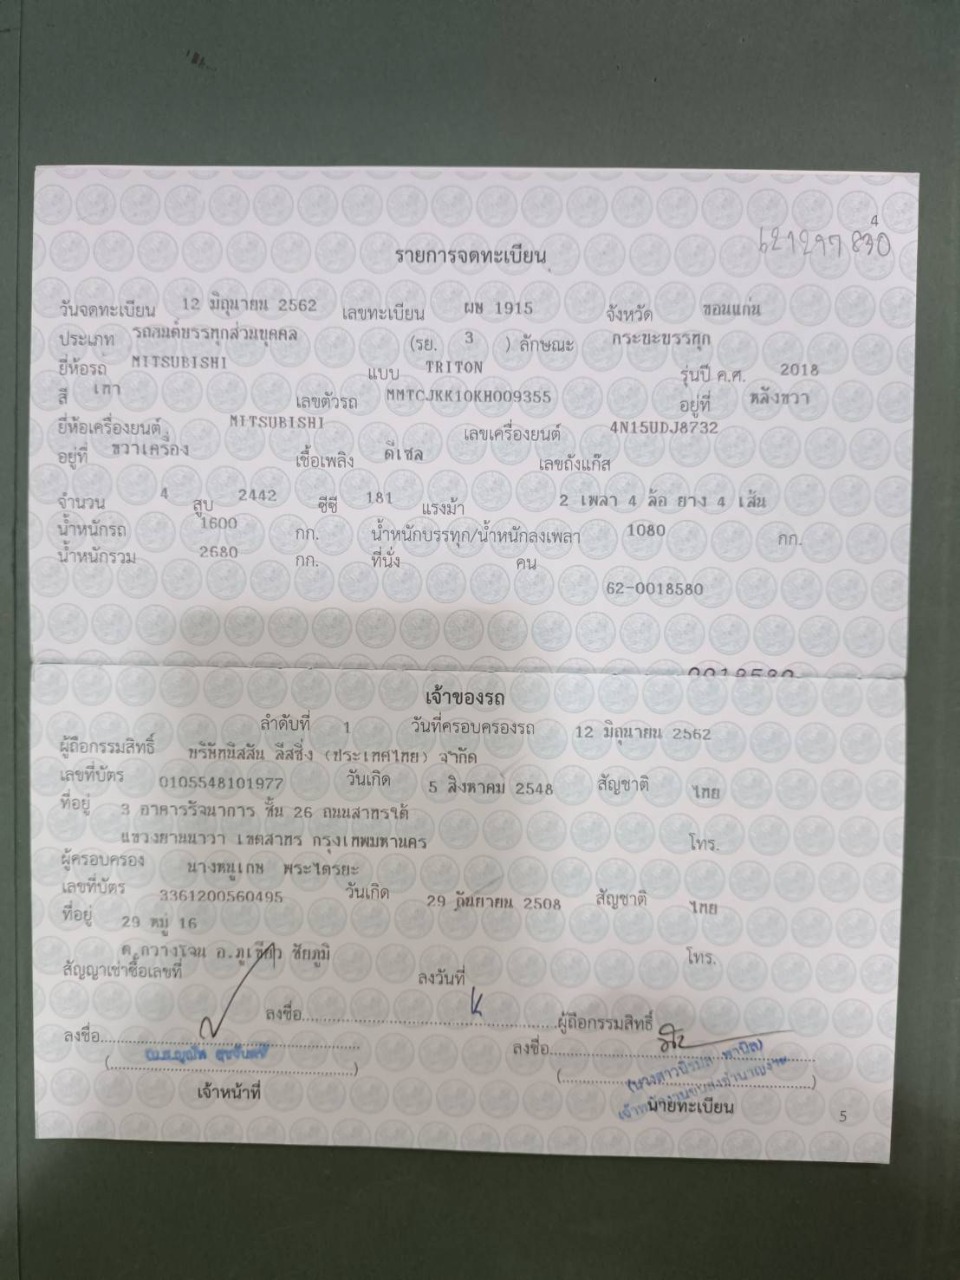 4
621297830
รายการจดทะเบียน
วันจดทะเบียน 12 มิถุนายน 2562 เลขทะเบียน ผษ 1915 จังหวัด ขอนแก่น
ประเภท รถยนต์บรรทุกส่วนบุคคล (รย. 3 ) ลักษณะ กระบะบรรทุก
ยี่ห้อรถ MITSUBISHI แบบ TRITON รุ่นปี ค.ศ. 2018
สี เทา เลขตัวรถ MMTCJKK10KH009355 อยู่ที่ หลังขวา
ยี่ห้อเครื่องยนต์ MITSUBISHI เลขเครื่องยนต์ 4N15UDJ8732
อยู่ที่ ขวาเครื่อง เชื้อเพลิง ดีเซล เลขถังแก๊ส
จำนวน 4 สูบ 2442 ซีซี 181 แรงม้า 2 เพลา 4 ล้อ ยาง 4 เส้น
น้ำหนักรถ 1600 กก. น้ำหนักบรรทุก/น้ำหนักลงเพลา 1080 กก.
น้ำหนักรวม 2680 กก. ที่นั่ง คน
62-0018580
0018580
เจ้าของรถ
ลำดับที่ 1 วันที่ครอบครองรถ 12 มิถุนายน 2562
ผู้ถือกรรมสิทธิ์ บริษัทนิสสัน ลีสซิ่ง (ประเทศไทย) จำกัด
เลขที่บัตร 0105548101977 วันเกิด 5 สิงหาคม 2548 สัญชาติ ไทย
ที่อยู่ 3 อาคารรัจนาการ ชั้น 26 ถนนสาทรใต้
แขวงยานนาวา เขตสาทร กรุงเทพมหานคร โทร.
ผู้ครอบครอง นางหนูเกษ พระไตรยะ
เลขที่บัตร 3361200560495 วันเกิด 29 กันยายน 2508 สัญชาติ ไทย
ที่อยู่ 29 หมู่ 16
ต.กวางโจน อ.ภูเขียว ชัยภูมิ โทร.
สัญญาเช่าซื้อเลขที่ ลงวันที่
ลงชื่อ ผู้ถือกรรมสิทธิ์
ลงชื่อ ลงชื่อ
เจ้าหน้าที่ นายทะเบียน
5